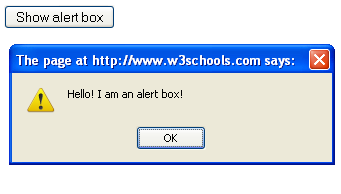 Show alert box
The page at http://www.w3schools.com says:
Hello! I am an alert box!
OK